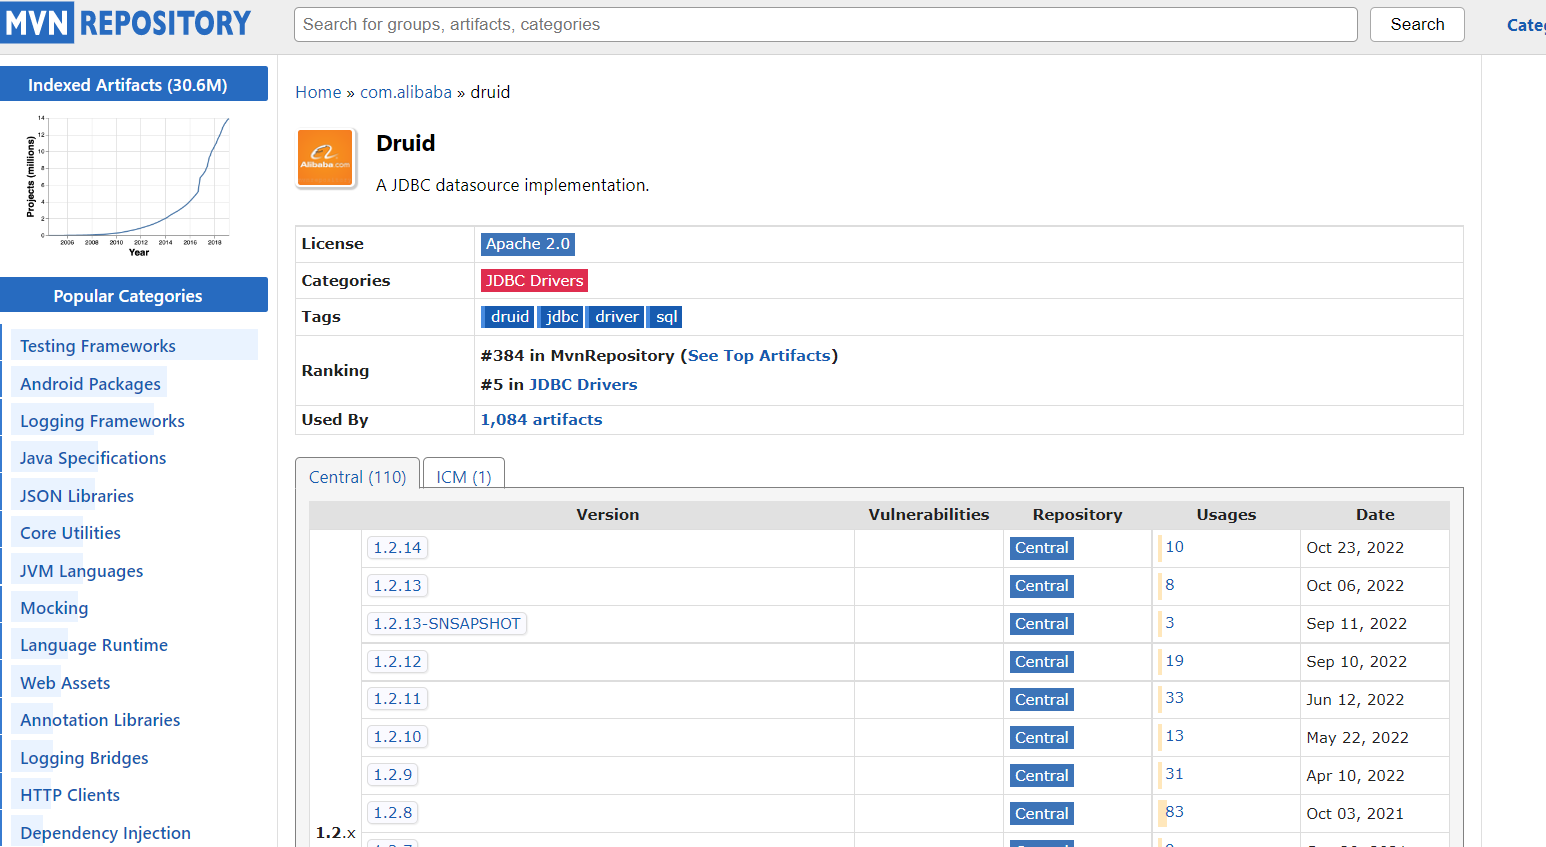 MVN REPOSITORY
Search for groups, artifacts, categories
Search
Indexed Artifacts (30.6M)
Projects (millions)
14
12
10
8
6
4
2
0
2006 2008 2010 2012 2014 2016 2018
Year
Popular Categories
Testing Frameworks
Android Packages
Logging Frameworks
Java Specifications
JSON Libraries
Core Utilities
JVM Languages
Mocking
Language Runtime
Web Assets
Annotation Libraries
Logging Bridges
HTTP Clients
Dependency Injection
Home » com.alibaba » druid
Alibaba.com
Druid
A JDBC datasource implementation.
License Apache 2.0
Categories JDBC Drivers
Tags druid jdbc driver sql
Ranking
#384 in MvnRepository (See Top Artifacts)
#5 in JDBC Drivers
Used By 1,084 artifacts
Central (110) ICM (1)
Version Vulnerabilities Repository Usages Date
1.2.14 Central 10 Oct 23, 2022
1.2.13 Central 8 Oct 06, 2022
1.2.13-SNSAPSHOT Central 3 Sep 11, 2022
1.2.12 Central 19 Sep 10, 2022
1.2.11 Central 33 Jun 12, 2022
1.2.10 Central 13 May 22, 2022
1.2.9 Central 31 Apr 10, 2022
1.2.8 Central 83 Oct 03, 2021
1.2.x